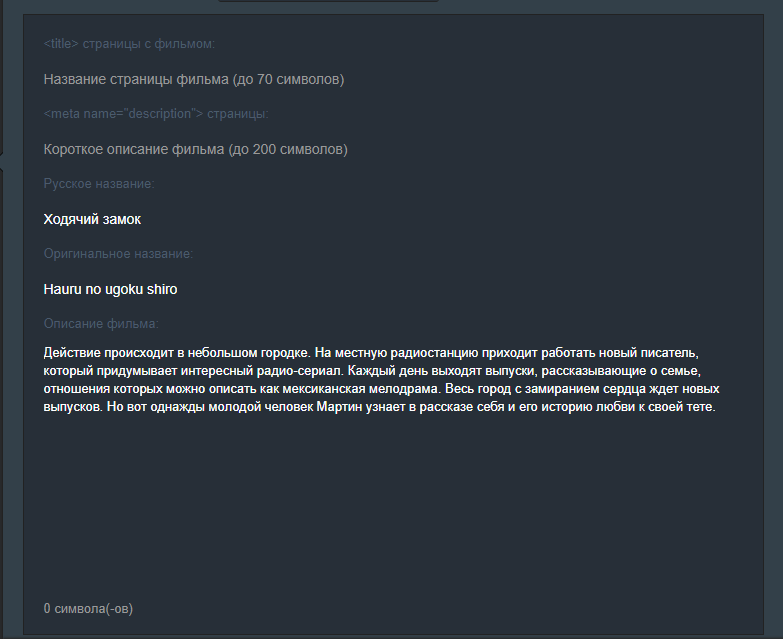 <title> страницы с фильмом:
Название страницы фильма (до 70 символов)
<meta name="description"> страницы:
Короткое описание фильма (до 200 символов)
Русское название:
Ходячий замок
Оригинальное название:
Hauru no ugoku shiro
Описание фильма:
Действие происходит в небольшом городке. На местную радиостанцию приходит работать новый писатель,
который придумывает интересный радио-сериал. Каждый день выходят выпуски, рассказывающие о семье,
отношения которых можно описать как мексиканская мелодрама. Весь город с замиранием сердца ждет новых
выпусков. Но вот однажды молодой человек Мартин узнает в рассказе себя и его историю любви к своей тете.
0 символа(-ов)